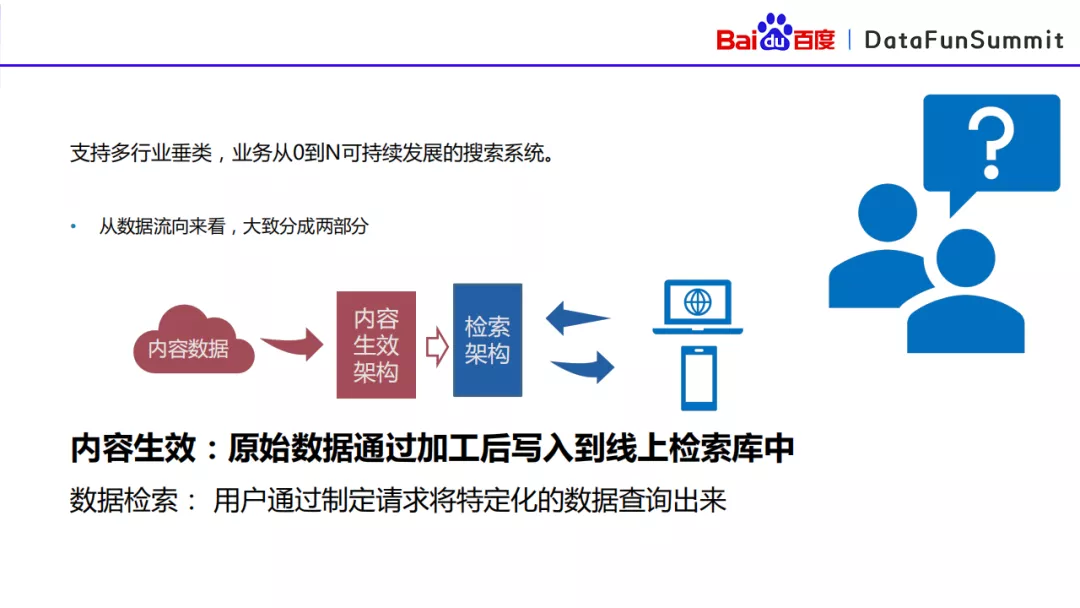 Baidu百度 | DataFunSummit
?
支持多行业垂类，业务从0到N可持续发展的搜索系统。
• 从数据流向来看，大致分成两部分
内容数据
内容
生效
架构
检索
架构
内容生效：原始数据通过加工后写入到线上检索库中
数据检索： 用户通过制定请求将特定化的数据查询出来